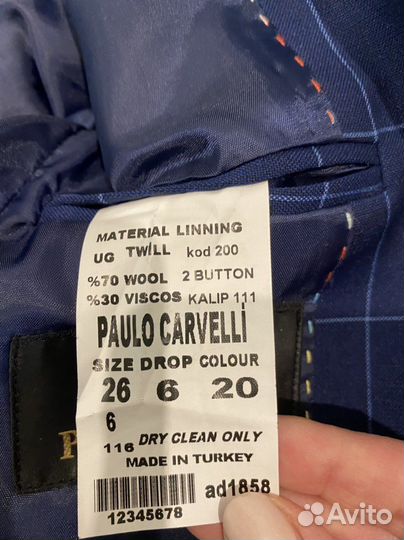 MATERIAL LINNING
UG TWILL kod 200
%70 WOOL 2 BUTTON
%30 VISCOS KALIP 111
PAULO CARVELLİ
SIZE DROP COLOUR
26 6 20
6
116 DRY CLEAN ONLY
MADE IN TURKEY
ad1858
12345678
P
Avito